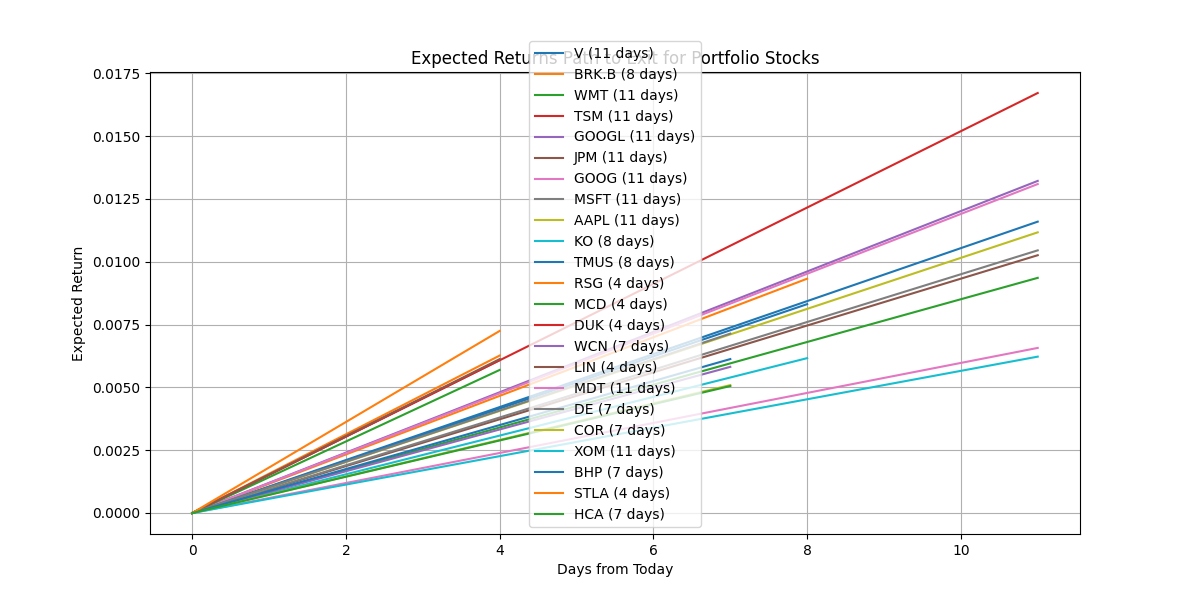 Expected Returns Path to Exit for Portfolio Stocks
V (11 days)
BRK.B (8 days)
WMT (11 days)
TSM (11 days)
GOOGL (11 days)
JPM (11 days)
GOOG (11 days)
MSFT (11 days)
AAPL (11 days)
KO (8 days)
TMUS (8 days)
RSG (4 days)
MCD (4 days)
DUK (4 days)
WCN (7 days)
LIN (4 days)
MDT (11 days)
DE (7 days)
COR (7 days)
XOM (11 days)
BHP (7 days)
STLA (4 days)
HCA (7 days)
Expected Return
0.0175
0.0150
0.0125
0.0100
0.0075
0.0050
0.0025
0.0000
0 2 4 6 8 10
Days from Today